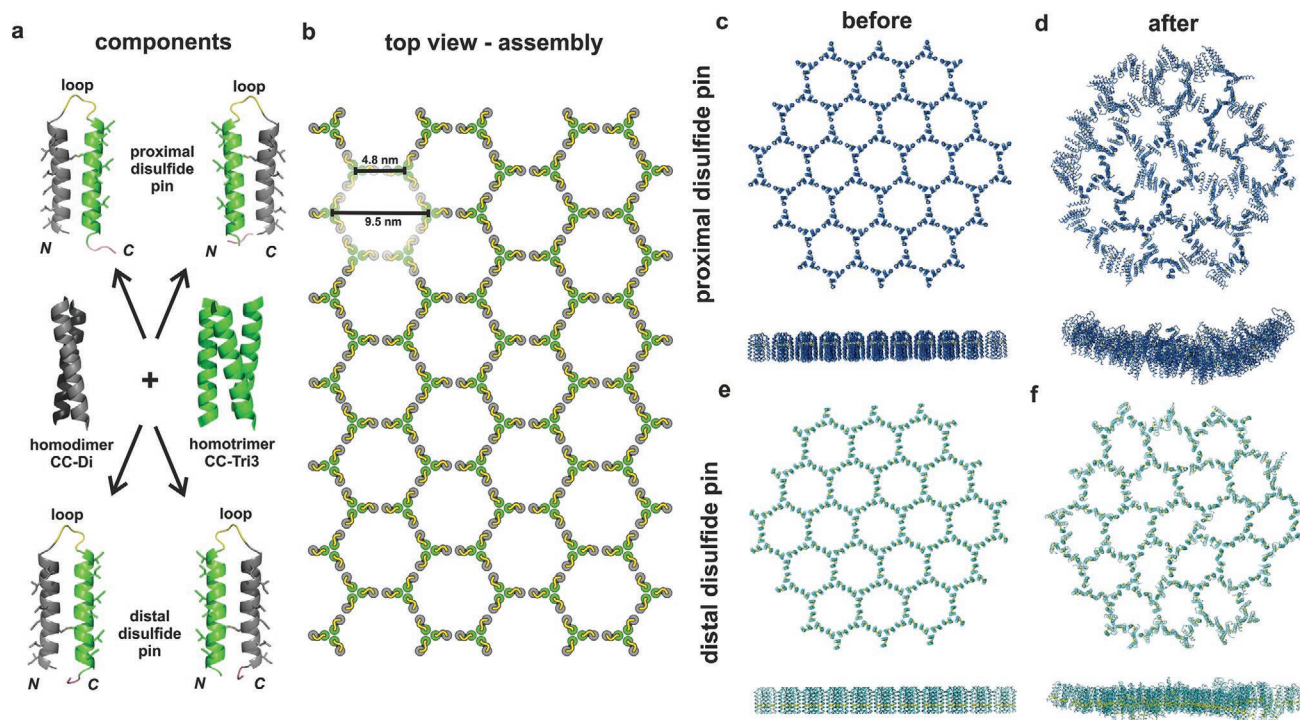 a
components
loop
loop
proximal
disulfide
pin
N
C
N
C
+
homodimer
CC-Di
homotrimer
CC-Tri3
loop
loop
distal
disulfide
pin
N
C
N
C
b
top view - assembly
4.8 nm
9.5 nm
before
after
proximal disulfide pin
c
d
distal disulfide pin
e
f